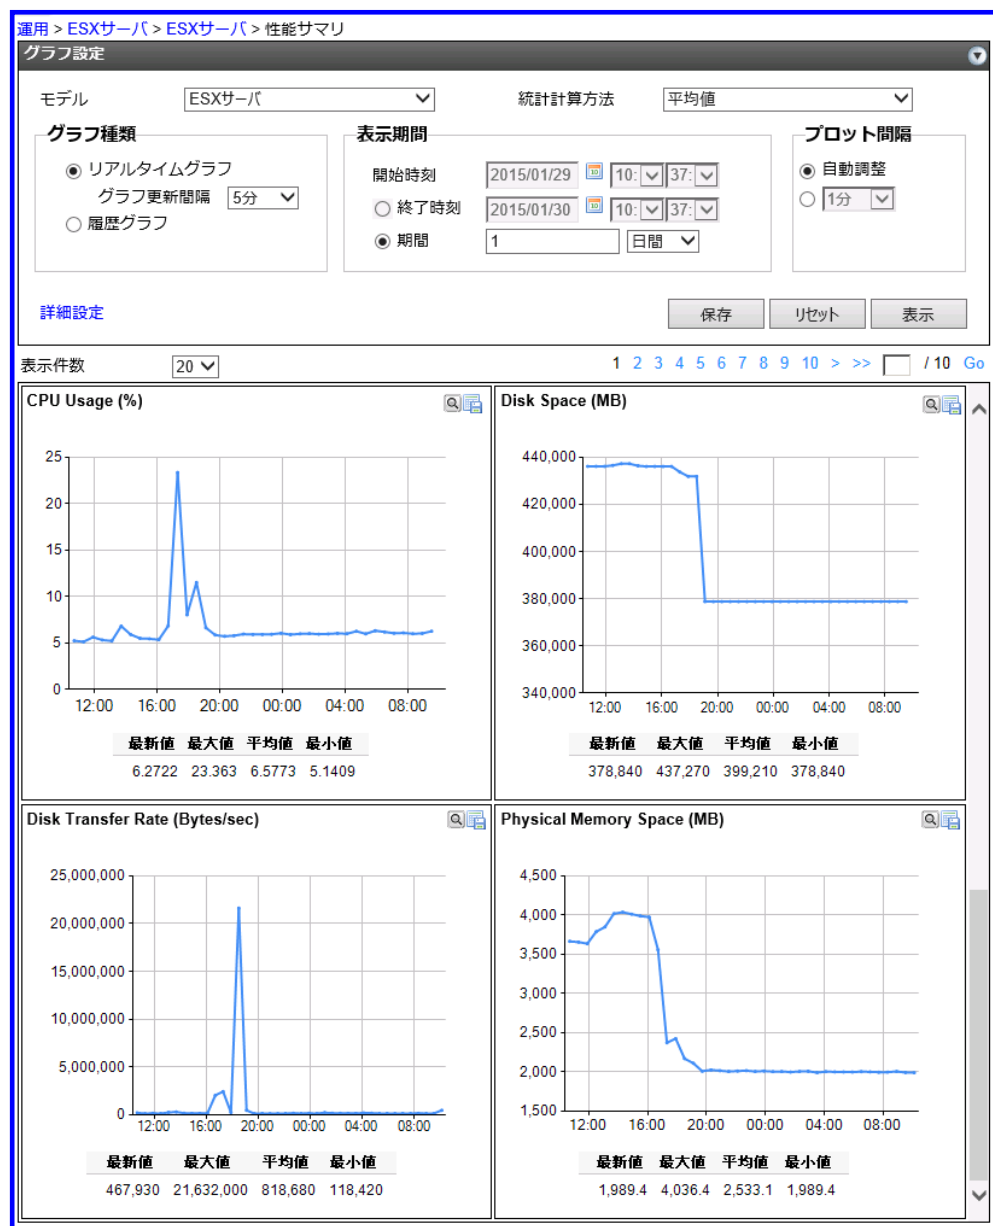 運用 > ESXサーバ > ESXサーバ > 性能サマリ
グラフ設定
モデル ESXサーバ 統計計算方法 平均値
グラフ種類 表示期間 プロット間隔
リアルタイムグラフ 開始時刻 2015/01/29 10: 37: 自動調整
グラフ更新間隔 5分 終了時刻 2015/01/30 10: 37: 1分
履歴グラフ 期間 1 日間
詳細設定 保存 リセット 表示
表示件数 20 1 2 3 4 5 6 7 8 9 10 > >> / 10 Go
CPU Usage (%)
25
20
15
10
5
0
12:00 16:00 20:00 00:00 04:00 08:00
最新値 最大値 平均値 最小値
6.2722 23.363 6.5773 5.1409
Disk Space (MB)
440,000
420,000
400,000
380,000
360,000
340,000
12:00 16:00 20:00 00:00 04:00 08:00
最新値 最大値 平均値 最小値
378,840 437,270 399,210 378,840
Disk Transfer Rate (Bytes/sec)
25,000,000
20,000,000
15,000,000
10,000,000
5,000,000
0
12:00 16:00 20:00 00:00 04:00 08:00
最新値 最大値 平均値 最小値
467,930 21,632,000 818,680 118,420
Physical Memory Space (MB)
4,500
4,000
3,500
3,000
2,500
2,000
1,500
12:00 16:00 20:00 00:00 04:00 08:00
最新値 最大値 平均値 最小値
1,989.4 4,036.4 2,533.1 1,989.4